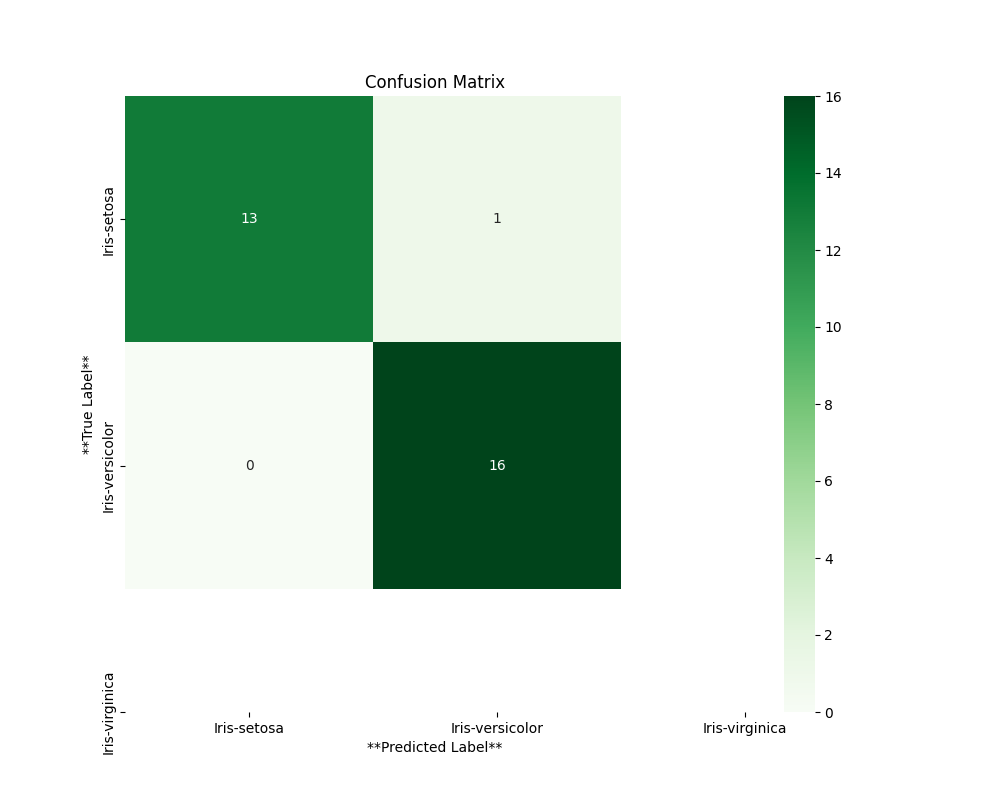 Confusion Matrix
**True Label**
Iris-setosa
Iris-versicolor
Iris-virginica
13
1
0
16
Iris-setosa
Iris-versicolor
Iris-virginica
**Predicted Label**
16
14
12
10
8
6
4
2
0